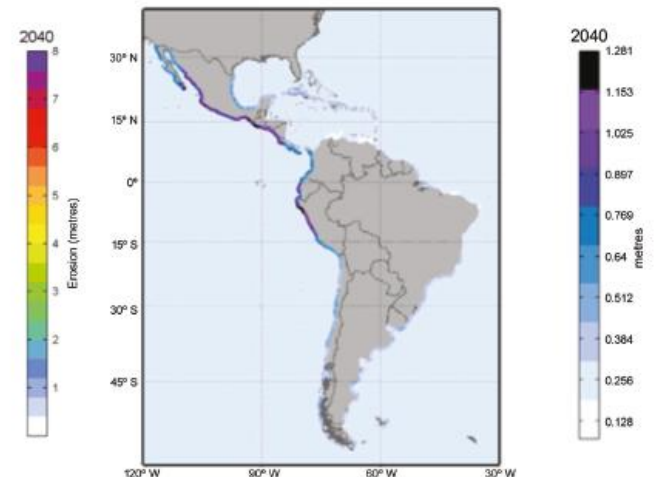 2040
8
7
6
5
4
3
2
1
Erosion (metres)
30° N
15° N
0°
15° S
30° S
45° S
120° W
90° W
60° W
30° W
2040
1.281
1.153
1.025
0.897
0.769
0.64
0.512
0.384
0.256
0.128
metres